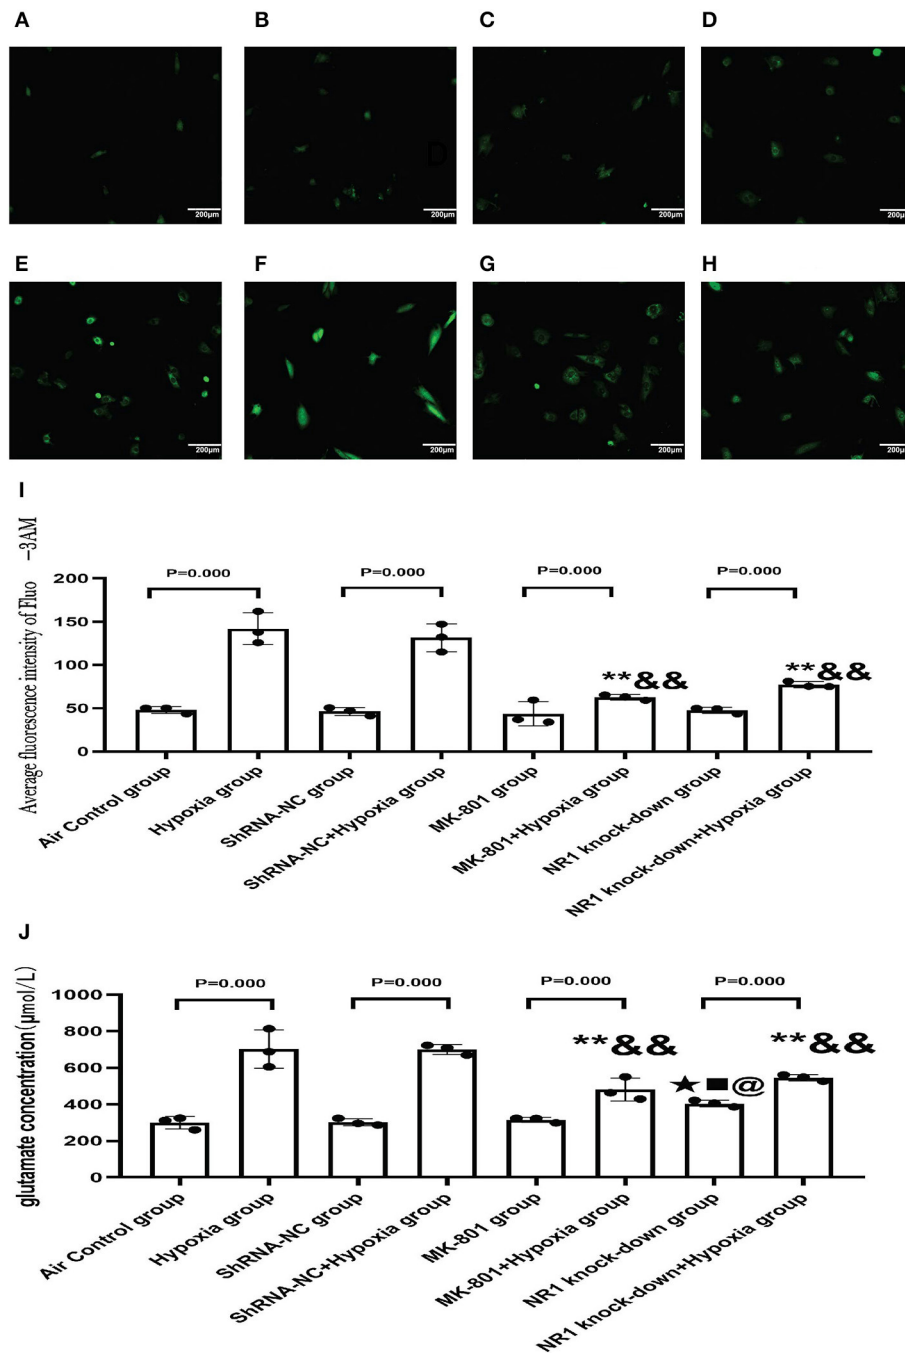 A B C D
D
200μm 200μm 200μm 200μm
E F G H
200μm 200μm 200μm 200μm
I
Average fluorescence intensity of Fluo −3AM
P=0.000 P=0.000 P=0.000 P=0.000
200
150
100
50
0
**&& **&&
Air Control group
Hypoxia group
ShRNA-NC group
ShRNA-NC+Hypoxia group
MK-801 group
MK-801+Hypoxia group
NR1 knock-down group
NR1 knock-down+Hypoxia group
J
glutamate concentration(μmol/L)
P=0.000 P=0.000 P=0.000 P=0.000
1000
800
600
400
200
0
**&& ★■@ **&&
Air Control group
Hypoxia group
ShRNA-NC group
ShRNA-NC+Hypoxia group
MK-801 group
MK-801+Hypoxia group
NR1 knock-down group
NR1 knock-down+Hypoxia group